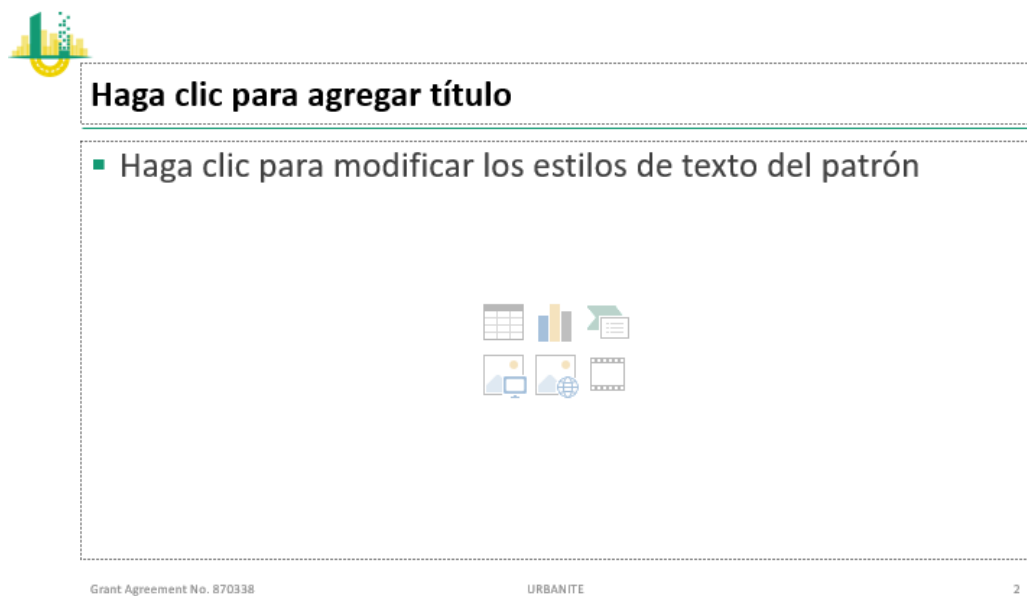 Haga clic para agregar título
Haga clic para modificar los estilos de texto del patrón
Grant Agreement No. 870338
URBANITE
2